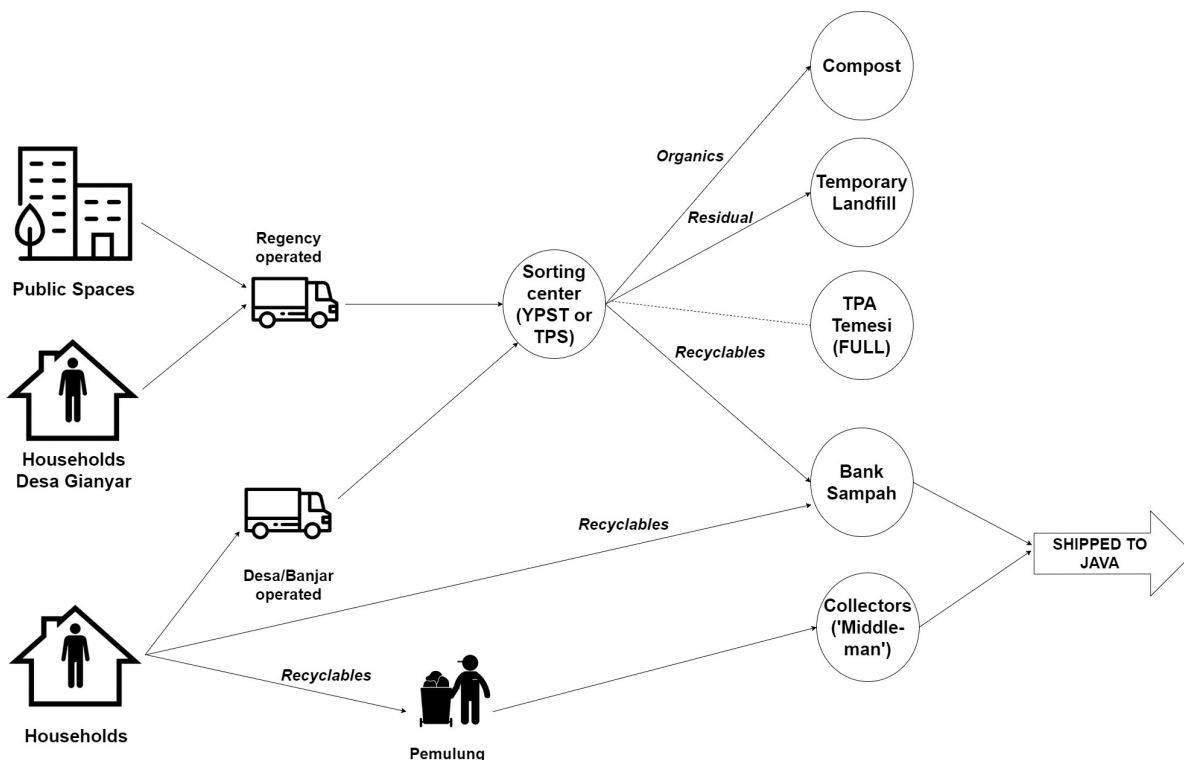 Compost
Organics
Temporary
Landfill
Residual
Regency
operated
Public Spaces
Sorting
center
(YPST or
TPS)
TPA
Temesi
(FULL)
Recyclables
Households
Desa Gianyar
Bank
Sampah
Recyclables
SHIPPED TO
JAVA
Desa/Banjar
operated
Collectors
('Middle-
man')
Recyclables
Households
Pemulung